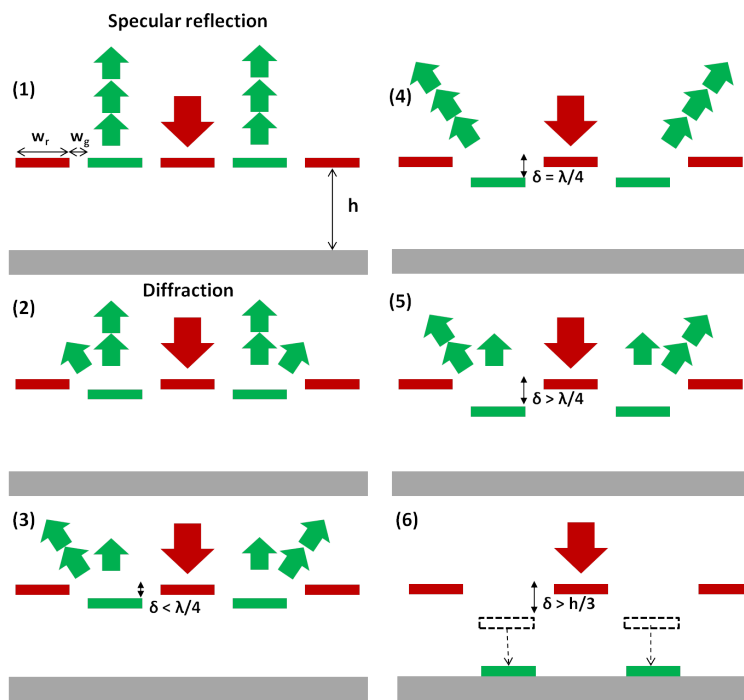 Specular reflection
(1)
wr wg
h
Diffraction
(2)
(3)
δ < λ/4
(4)
δ = λ/4
(5)
δ > λ/4
(6)
δ > h/3